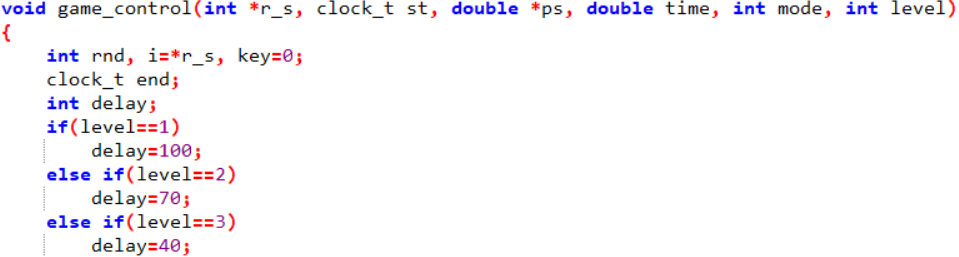 void game_control(int *r_s, clock_t st, double *ps, double time, int mode, int level)
{
    int rnd, i=*r_s, key=0;
    clock_t end;
    int delay;
    if(level==1)
        delay=100;
    else if(level==2)
        delay=70;
    else if(level==3)
        delay=40;